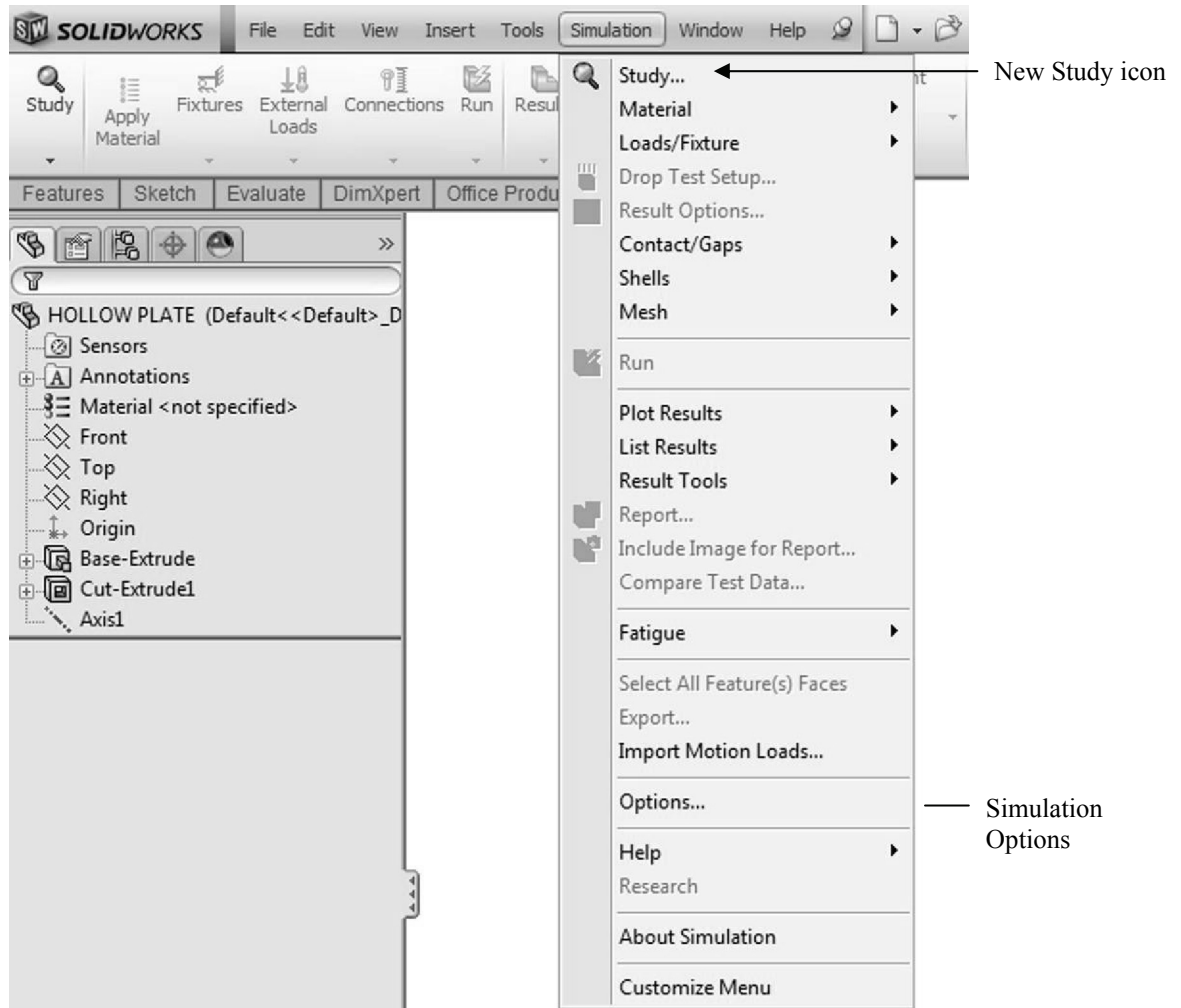 SW SOLIDWORKS File Edit View Insert Tools Simulation Window Help
Study
Apply Material
Fixtures
External Loads
Connections
Run
Features Sketch Evaluate DimXpert
HOLLOW PLATE (Default<<Default>_D
Sensors
A Annotations
Material <not specified>
Front
Top
Right
Origin
Base-Extrude
Cut-Extrude1
Axis1
Study...
Material
Loads/Fixture
Drop Test Setup...
Result Options...
Contact/Gaps
Shells
Mesh
Run
Plot Results
List Results
Result Tools
Report...
Include Image for Report...
Compare Test Data...
Fatigue
Select All Feature(s) Faces
Export...
Import Motion Loads...
Options...
Help
Research
About Simulation
Customize Menu
New Study icon
Simulation
Options